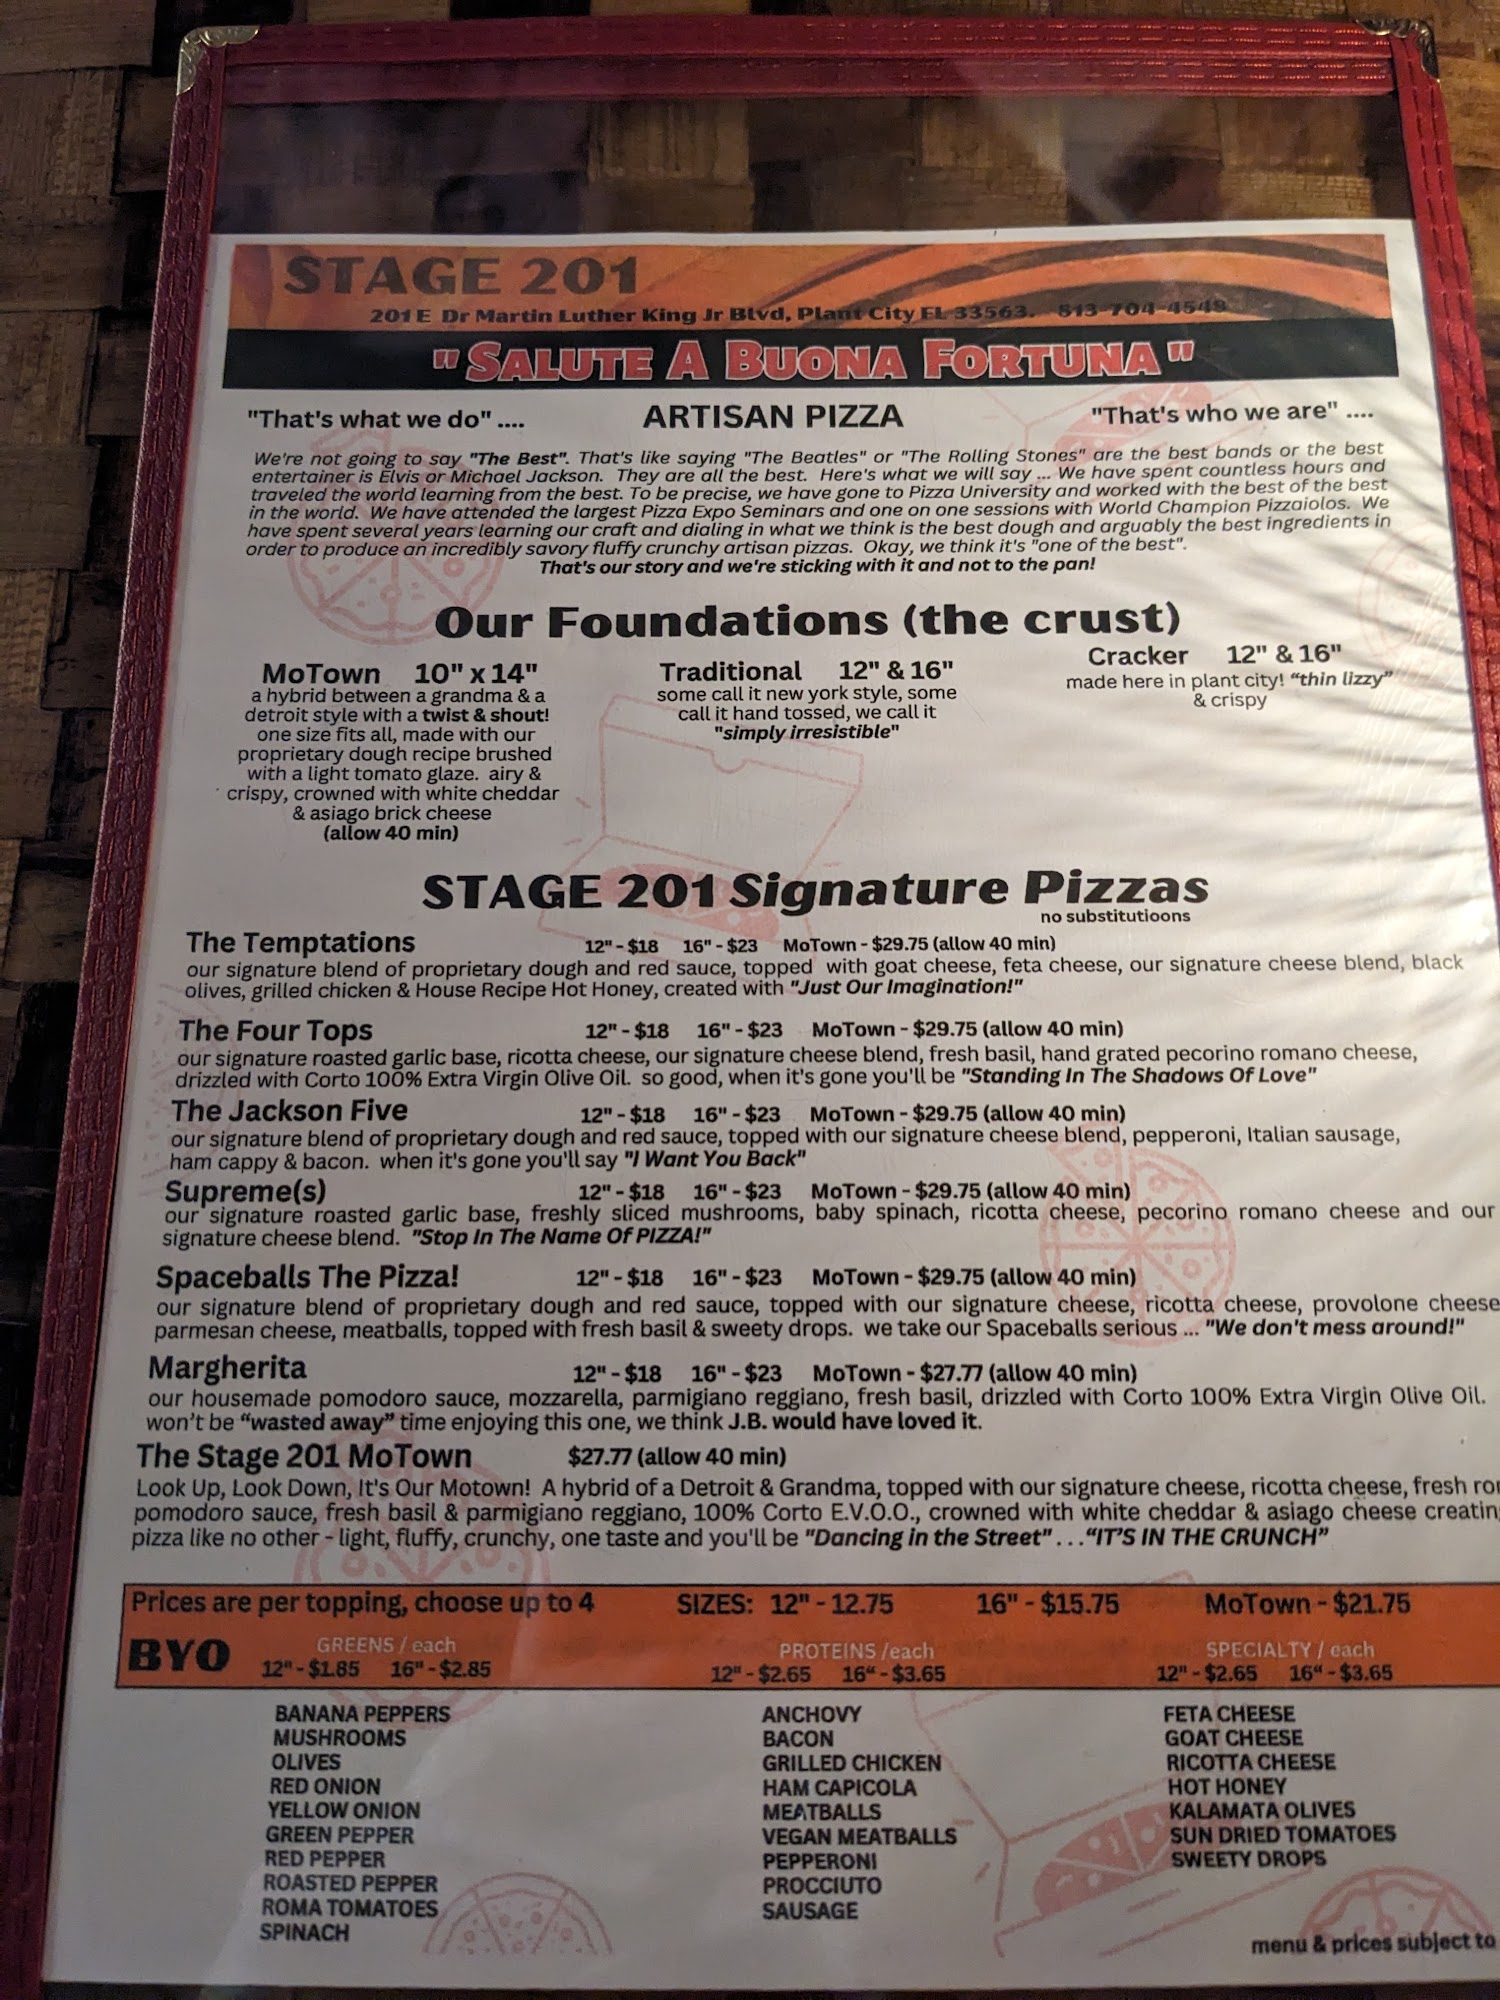 STAGE 201
201 E Dr Martin Luther King Jr Blvd, Plant City FL 33563. 813-704-4548
"SALUTE A BUONA FORTUNA"
"That's what we do" .... ARTISAN PIZZA "That's who we are" ....
We're not going to say "The Best". That's like saying "The Beatles" or "The Rolling Stones" are the best bands or the best
entertainer is Elvis or Michael Jackson. They are all the best. Here's what we will say ... We have spent countless hours and
traveled the world learning from the best. To be precise, we have gone to Pizza University and worked with the best of the best
in the world. We have attended the largest Pizza Expo Seminars and one on one sessions with World Champion Pizzaiolos. We
have spent several years learning our craft and dialing in what we think is the best dough and arguably the best ingredients in
order to produce an incredibly savory fluffy crunchy artisan pizzas. Okay, we think it's "one of the best".
That's our story and we're sticking with it and not to the pan!
Our Foundations (the crust)
MoTown 10" x 14"
a hybrid between a grandma & a
detroit style with a twist & shout!
one size fits all, made with our
proprietary dough recipe brushed
with a light tomato glaze. airy &
crispy, crowned with white cheddar
& asiago brick cheese
(allow 40 min)
Traditional 12" & 16"
some call it new york style, some
call it hand tossed, we call it
"simply irresistible"
Cracker 12" & 16"
made here in plant city! “thin lizzy”
& crispy
STAGE 201 Signature Pizzas
no substitutioons
The Temptations 12" - $18 16" - $23 MoTown - $29.75 (allow 40 min)
our signature blend of proprietary dough and red sauce, topped with goat cheese, feta cheese, our signature cheese blend, black
olives, grilled chicken & House Recipe Hot Honey, created with "Just Our Imagination!"
The Four Tops 12" - $18 16" - $23 MoTown - $29.75 (allow 40 min)
our signature roasted garlic base, ricotta cheese, our signature cheese blend, fresh basil, hand grated pecorino romano cheese,
drizzled with Corto 100% Extra Virgin Olive Oil. so good, when it's gone you'll be "Standing In The Shadows Of Love"
The Jackson Five 12" - $18 16" - $23 MoTown - $29.75 (allow 40 min)
our signature blend of proprietary dough and red sauce, topped with our signature cheese blend, pepperoni, Italian sausage,
ham cappy & bacon. when it's gone you'll say "I Want You Back"
Supreme(s) 12" - $18 16" - $23 MoTown - $29.75 (allow 40 min)
our signature roasted garlic base, freshly sliced mushrooms, baby spinach, ricotta cheese, pecorino romano cheese and our
signature cheese blend. "Stop In The Name Of PIZZA!"
Spaceballs The Pizza! 12" - $18 16" - $23 MoTown - $29.75 (allow 40 min)
our signature blend of proprietary dough and red sauce, topped with our signature cheese, ricotta cheese, provolone cheese
parmesan cheese, meatballs, topped with fresh basil & sweety drops. we take our Spaceballs serious ... "We don't mess around!"
Margherita 12" - $18 16" - $23 MoTown - $27.77 (allow 40 min)
our housemade pomodoro sauce, mozzarella, parmigiano reggiano, fresh basil, drizzled with Corto 100% Extra Virgin Olive Oil.
won’t be “wasted away” time enjoying this one, we think J.B. would have loved it.
The Stage 201 MoTown $27.77 (allow 40 min)
Look Up, Look Down, It's Our Motown! A hybrid of a Detroit & Grandma, topped with our signature cheese, ricotta cheese, fresh
pomodoro sauce, fresh basil & parmigiano reggiano, 100% Corto E.V.O.O., crowned with white cheddar & asiago cheese creatin
pizza like no other - light, fluffy, crunchy, one taste and you'll be "Dancing in the Street" . . . “IT’S IN THE CRUNCH”
Prices are per topping, choose up to 4 SIZES: 12" - 12.75 16" - $15.75 MoTown - $21.75
BYO
GREENS / each
12" - $1.85 16" - $2.85
PROTEINS /each
12" - $2.65 16“ - $3.65
SPECIALTY / each
12" - $2.65 16“ - $3.65
BANANA PEPPERS
MUSHROOMS
OLIVES
RED ONION
YELLOW ONION
GREEN PEPPER
RED PEPPER
ROASTED PEPPER
ROMA TOMATOES
SPINACH
ANCHOVY
BACON
GRILLED CHICKEN
HAM CAPICOLA
MEATBALLS
VEGAN MEATBALLS
PEPPERONI
PROCCIUTO
SAUSAGE
FETA CHEESE
GOAT CHEESE
RICOTTA CHEESE
HOT HONEY
KALAMATA OLIVES
SUN DRIED TOMATOES
SWEETY DROPS
menu & prices subject to